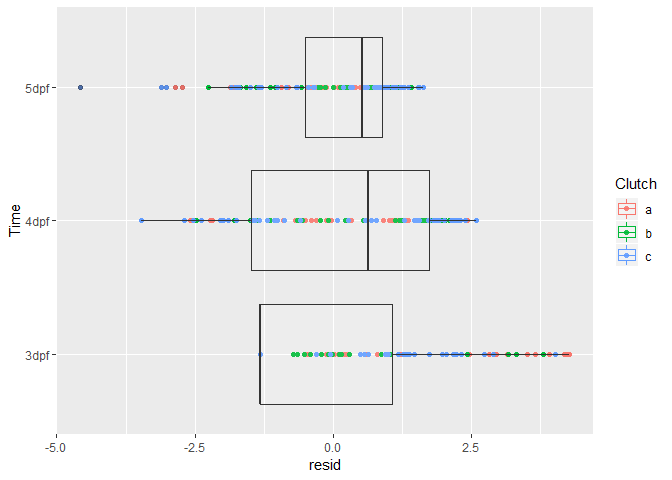 5dpf
4dpf
3dpf
Time
-5.0
-2.5
0.0
2.5
resid
Clutch
a
b
c